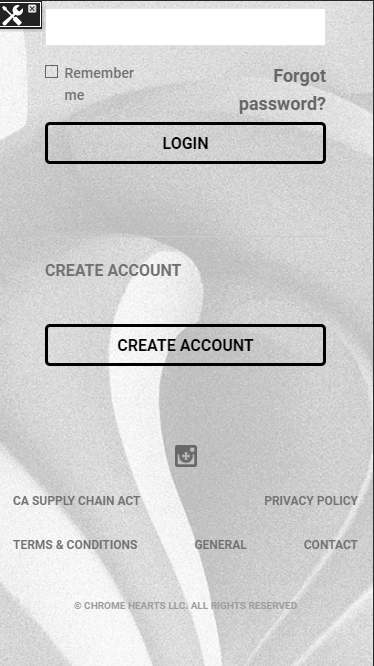 Remember me
Forgot password?
LOGIN
CREATE ACCOUNT
CREATE ACCOUNT
CA SUPPLY CHAIN ACT
PRIVACY POLICY
TERMS & CONDITIONS
GENERAL
CONTACT
© CHROME HEARTS LLC. ALL RIGHTS RESERVED